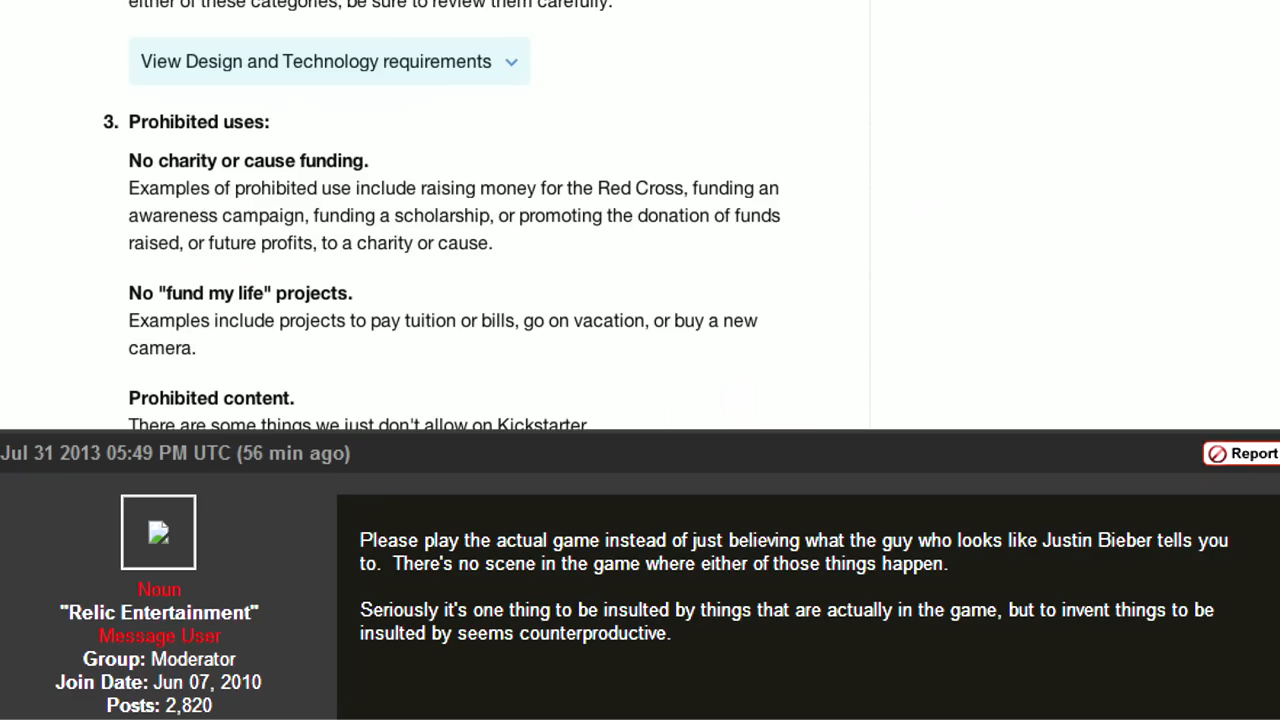 either of these categories, be sure to review them carefully.
View Design and Technology requirements
3. Prohibited uses:
No charity or cause funding.
Examples of prohibited use include raising money for the Red Cross, funding an
awareness campaign, funding a scholarship, or promoting the donation of funds
raised, or future profits, to a charity or cause.
No "fund my life" projects.
Examples include projects to pay tuition or bills, go on vacation, or buy a new
camera.
Prohibited content.
There are some things we just don't allow on Kickstarter
Jul 31 2013 05:49 PM UTC (56 min ago)
Report
Noun
"Relic Entertainment"
Message User
Group: Moderator
Join Date: Jun 07, 2010
Posts: 2,820
Please play the actual game instead of just believing what the guy who looks like Justin Bieber tells you
to.  There's no scene in the game where either of those things happen.
Seriously it's one thing to be insulted by things that are actually in the game, but to invent things to be
insulted by seems counterproductive.